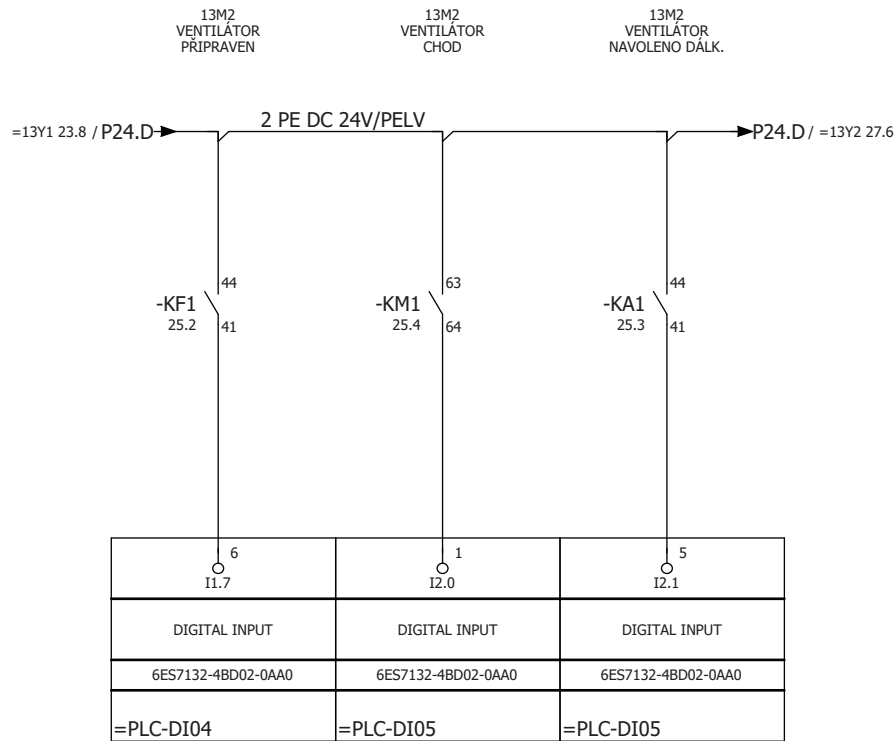 13M2
VENTILÁTOR
PŘIPRAVEN
13M2
VENTILÁTOR
CHOD
13M2
VENTILÁTOR
NAVOLENO DÁLK.
=13Y1 23.8 / P24.D
2 PE DC 24V/PELV
P24.D / =13Y2 27.6
44
-KF1
25.2
41
63
-KM1
25.4
64
44
-KA1
25.3
41
6
I1.7
1
I2.0
5
I2.1
DIGITAL INPUT
DIGITAL INPUT
DIGITAL INPUT
6ES7132-4BD02-0AA0
6ES7132-4BD02-0AA0
6ES7132-4BD02-0AA0
=PLC-DI04
=PLC-DI05
=PLC-DI05